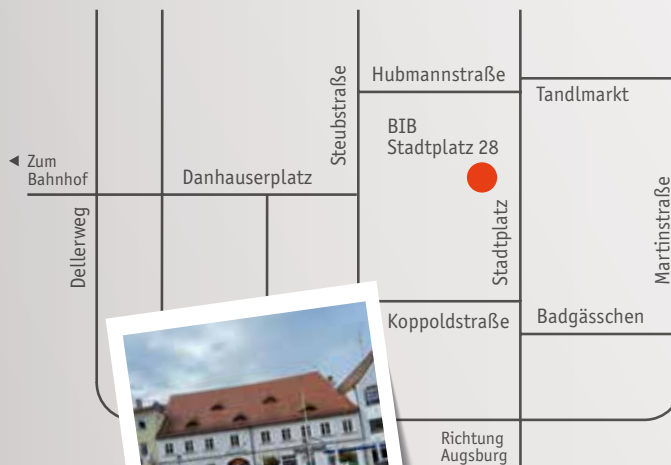 Steubstraße
Hubmannstraße
Tandlmarkt
BIB
Stadtplatz 28
Zum
Bahnhof
Danhauserplatz
Dellerweg
Stadtplatz
Martinstraße
Koppoldstraße
Badgässchen
Richtung
Augsburg